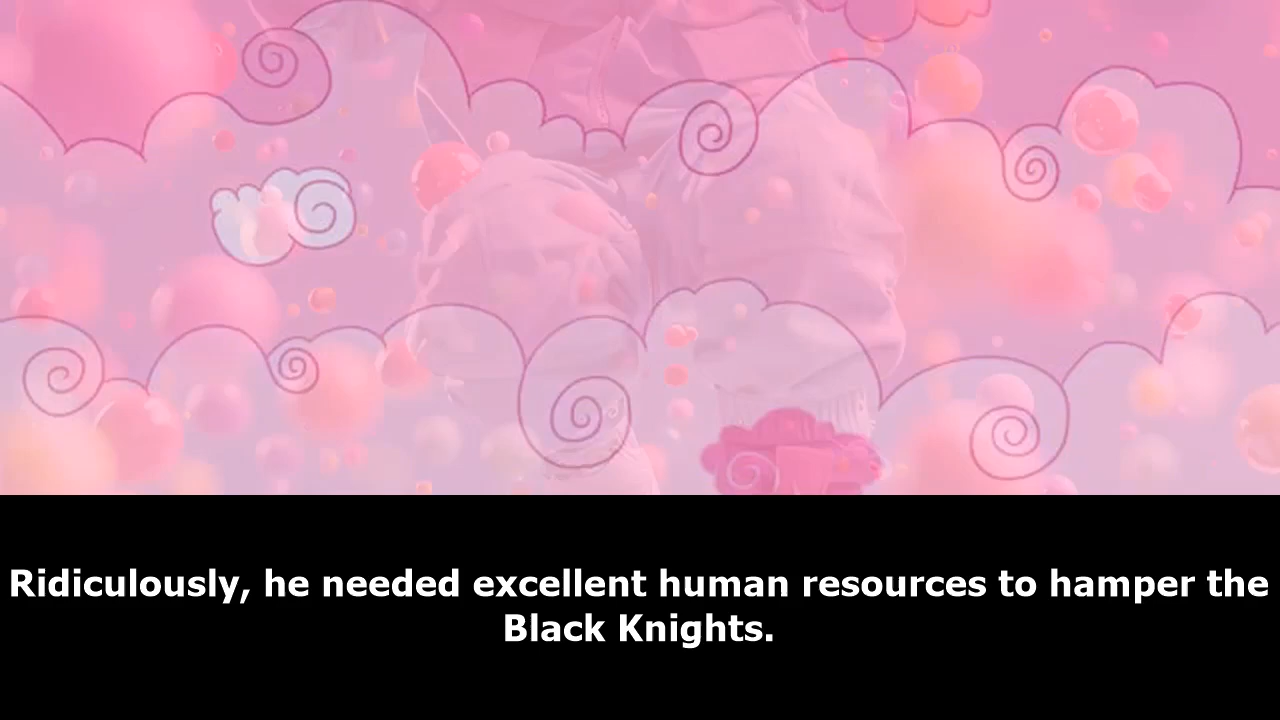 Ridiculously, he needed excellent human resources to hamper the
Black Knights.